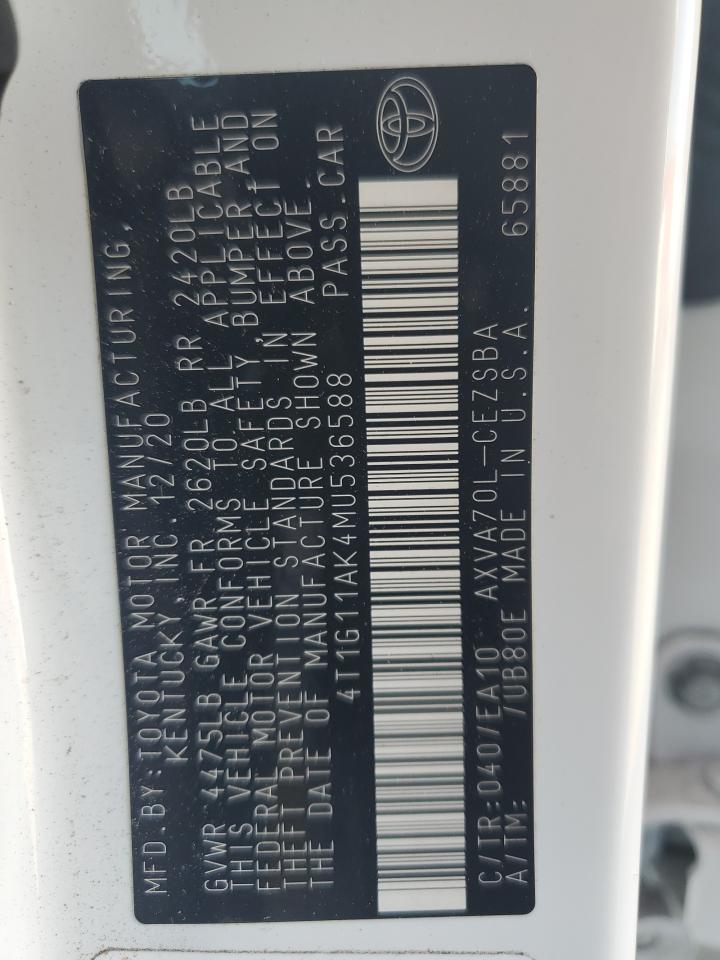 MFD.BY:TOYOTA MOTOR MANUFACTURING,
KENTUCKY, INC. 12/20
GVWR 4475LB GAWR FR 2620LB RR 2420LB
THIS VEHICLE CONFORMS TO ALL APPLICABLE
FEDERAL MOTOR VEHICLE SAFETY, BUMPER AND
THEFT PREVENTION STANDARDS IN EFFECT ON
THE DATE OF MANUFACTURE SHOWN ABOVE.
4T1G11AK4MU536588 PASS.CAR
C/TR:040/EA10 AXVA70L-CEZSBA 65881
A/TM: /UB80E MADE IN U.S.A.